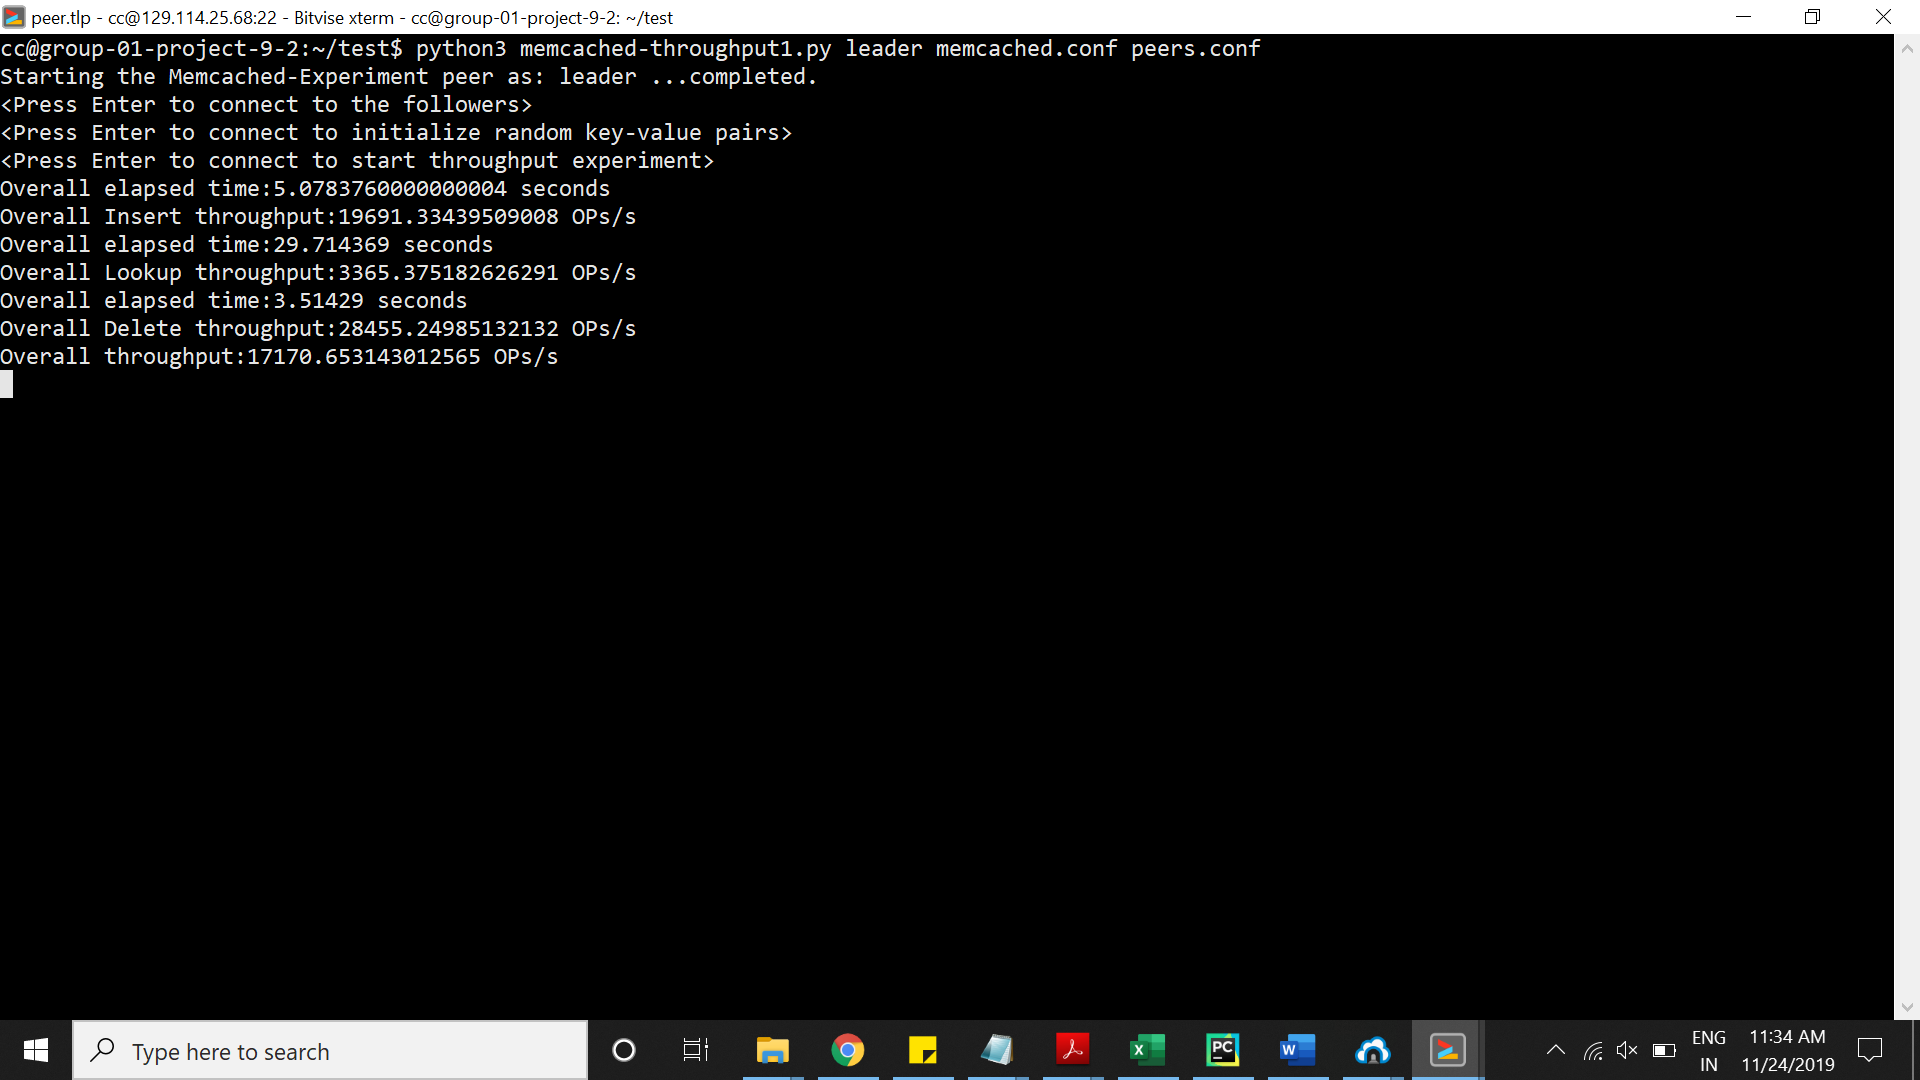 peer.tlp - cc@129.114.25.68:22 - Bitvise xterm - cc@group-01-project-9-2: ~/test
cc@group-01-project-9-2:~/test$ python3 memcached-throughput1.py leader memcached.conf peers.conf
Starting the Memcached-Experiment peer as: leader ...completed.
<Press Enter to connect to the followers>
<Press Enter to connect to initialize random key-value pairs>
<Press Enter to connect to start throughput experiment>
Overall elapsed time:5.0783760000000004 seconds
Overall Insert throughput:19691.33439509008 OPs/s
Overall elapsed time:29.714369 seconds
Overall Lookup throughput:3365.375182626291 OPs/s
Overall elapsed time:3.51429 seconds
Overall Delete throughput:28455.24985132132 OPs/s
Overall throughput:17170.653143012565 OPs/s
Type here to search
X
PC
W
ENG
IN
11:34 AM
11/24/2019